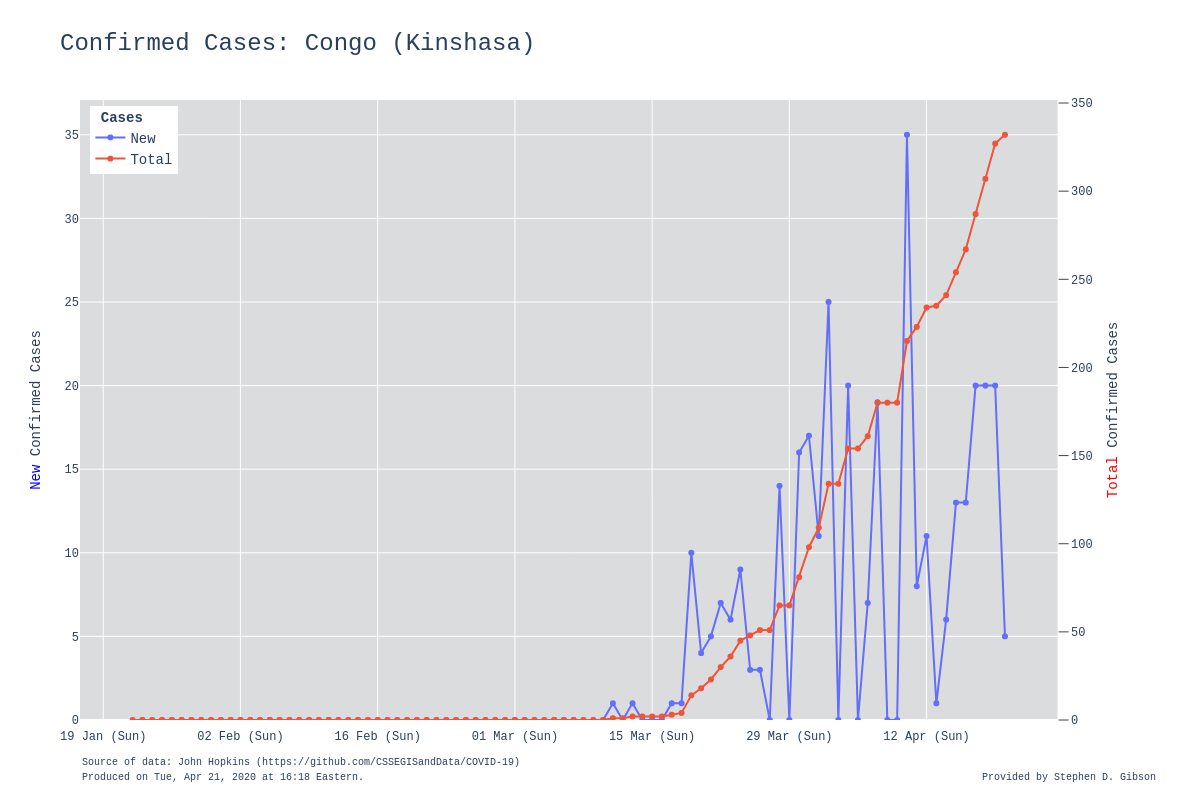 Confirmed Cases: Congo (Kinshasa)
Cases
New
Total
35
30
25
20
15
10
5
0
350
300
250
200
150
100
50
0
New Confirmed Cases
Total Confirmed Cases
19 Jan (Sun)
02 Feb (Sun)
16 Feb (Sun)
01 Mar (Sun)
15 Mar (Sun)
29 Mar (Sun)
12 Apr (Sun)
Source of data: John Hopkins (https://github.com/CSSEGISandData/COVID-19)
Produced on Tue, Apr 21, 2020 at 16:18 Eastern.
Provided by Stephen D. Gibson